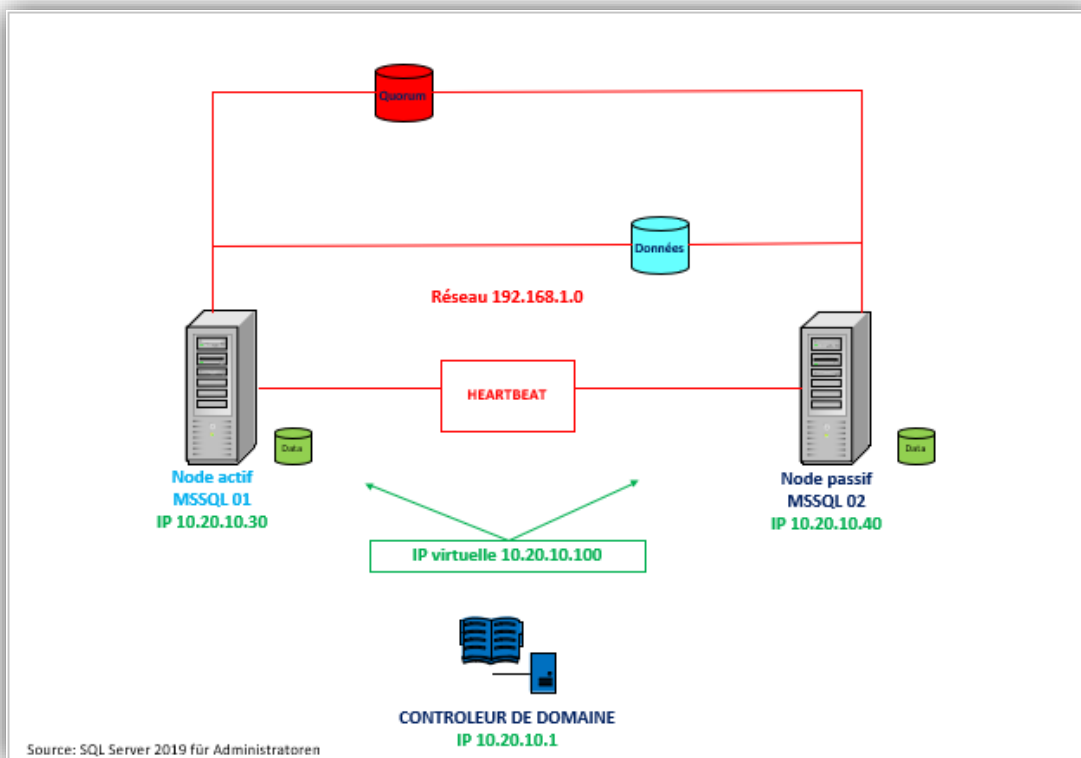 Quorum
Données
Réseau 192.168.1.0
HEARTBEAT
Data
Data
Node actif
MSSQL 01
IP 10.20.10.30
Node passif
MSSQL 02
IP 10.20.10.40
IP virtuelle 10.20.10.100
CONTROLEUR DE DOMAINE
IP 10.20.10.1
Source: SQL Server 2019 für Administratoren